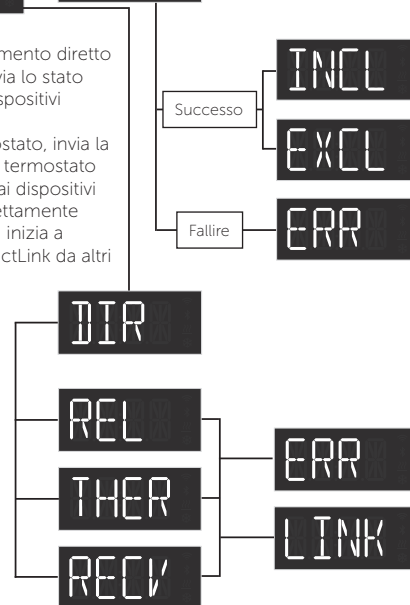 mento diretto
via lo stato
spositivi
stato, invia la
termostato
ai dispositivi
ettamente
inizia a
ctLink da altri
Successo
INCL
EXCL
Fallire
ERR
DIR
REL
THER
RECV
ERR
LINK